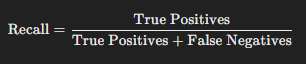 Recall = True Positives / True Positives + False Negatives